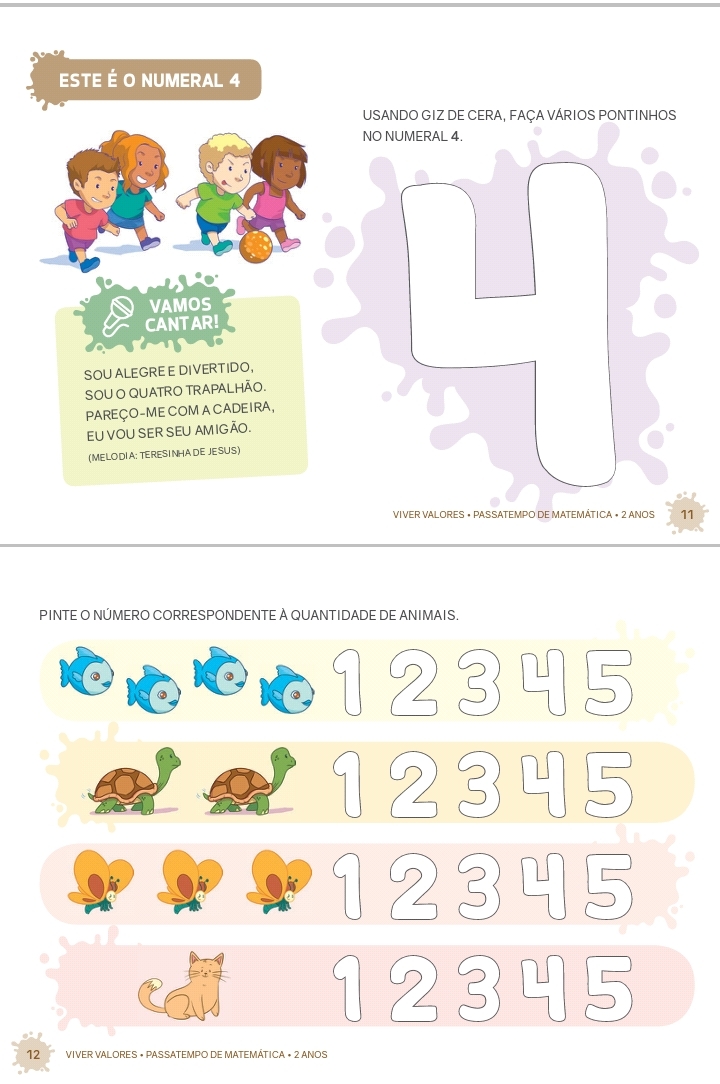 ESTE É O NUMERAL 4
USANDO GIZ DE CERA, FAÇA VÁRIOS PONTINHOS
NO NUMERAL 4.
4
VAMOS
CANTAR!
SOU ALEGRE E DIVERTIDO,
SOU O QUATRO TRAPALHÃO.
PAREÇO-ME COM A CADEIRA,
EU VOU SER SEU AMIGÃO.
(MELODIA: TERESINHA DE JESUS)
VIVER VALORES • PASSATEMPO DE MATEMÁTICA • 2 ANOS
11
PINTE O NÚMERO CORRESPONDENTE À QUANTIDADE DE ANIMAIS.
1 2 3 4 5
1 2 3 4 5
1 2 3 4 5
1 2 3 4 5
12
VIVER VALORES • PASSATEMPO DE MATEMÁTICA • 2 ANOS